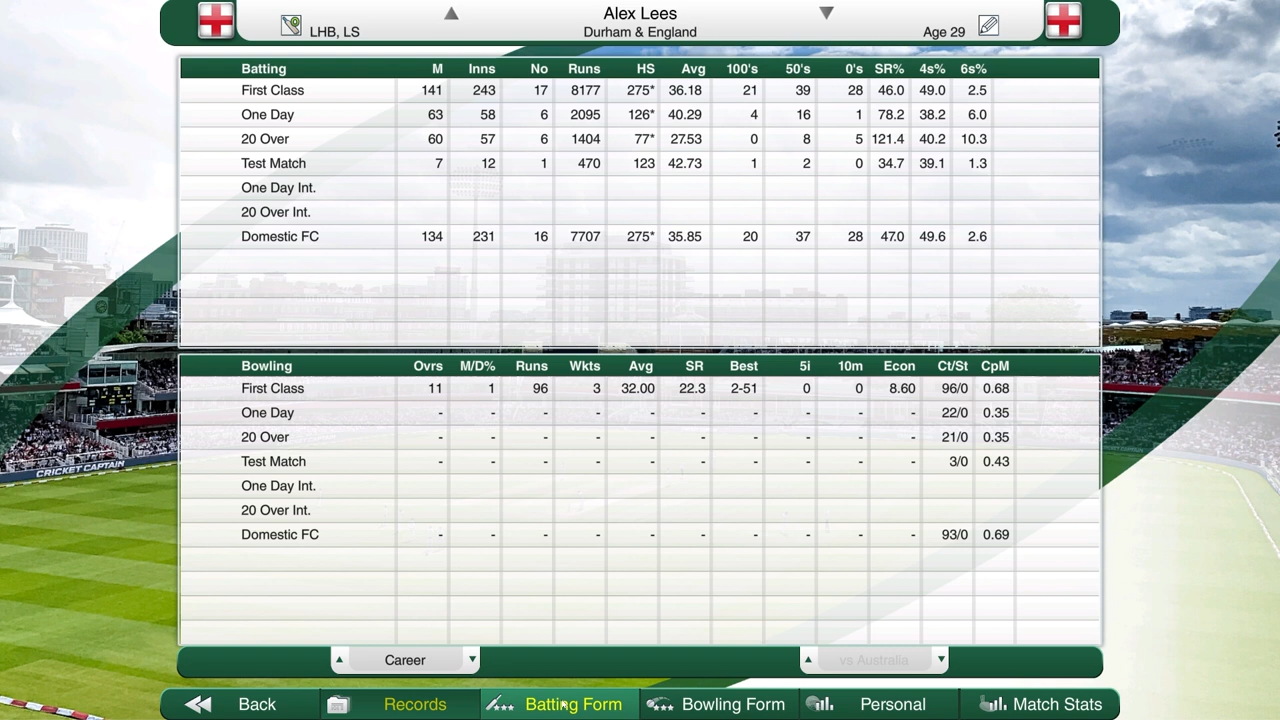 Alex Lees
LHB, LS Durham & England Age 29
Batting M Inns No Runs HS Avg 100's 50's 0's SR% 4s% 6s%
First Class 141 243 17 8177 275* 36.18 21 39 28 46.0 49.0 2.5
One Day 63 58 6 2095 126* 40.29 4 16 1 78.2 38.2 6.0
20 Over 60 57 6 1404 77* 27.53 0 8 5 121.4 40.2 10.3
Test Match 7 12 1 470 123 42.73 1 2 0 34.7 39.1 1.3
One Day Int.
20 Over Int.
Domestic FC 134 231 16 7707 275* 35.85 20 37 28 47.0 49.6 2.6
Bowling Ovrs M/D% Runs Wkts Avg SR Best 5i 10m Econ Ct/St CpM
First Class 11 1 96 3 32.00 22.3 2-51 0 0 8.60 96/0 0.68
One Day - - - - - - - - - - 22/0 0.35
20 Over - - - - - - - - - - 21/0 0.35
Test Match - - - - - - - - - - 3/0 0.43
One Day Int.
20 Over Int.
Domestic FC - - - - - - - - - - 93/0 0.69
CRICKET CAPTAIN
Career vs Australia
Back Records Batting Form Bowling Form Personal Match Stats